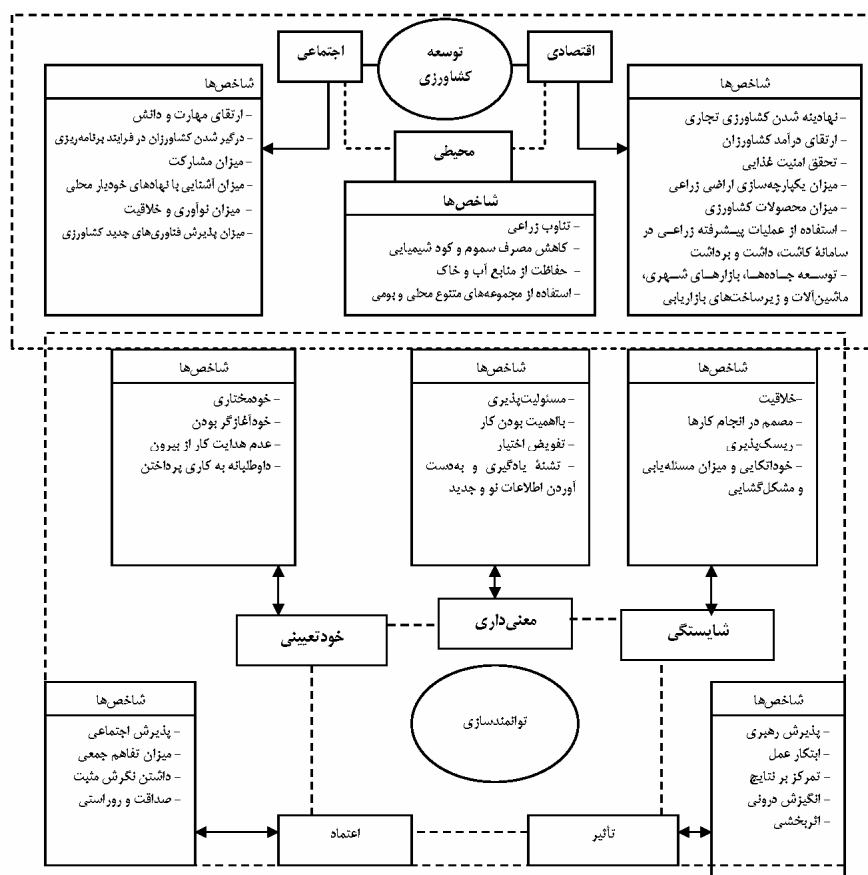 توسعه
کشاورزی
اقتصادی
اجتماعی
شاخص‌ها
- نهادینه شدن کشاورزی تجاری
- ارتقای درآمد کشاورزان
- تحقق امنیت غذایی
- میزان یکپارچه‌سازی اراضی زراعی
- میزان محصولات کشاورزی
- استفاده از عملیات پیشرفته زراعی در
سامانهٔ کاشت، داشت و برداشت
- توسعه جاده‌ها، بازارهای شهری،
ماشین‌آلات و زیرساخت‌های بازاریابی
محیطی
شاخص‌ها
- تناوب زراعی
- کاهش مصرف سموم و کود شیمیایی
- حفاظت از منابع آب و خاک
- استفاده از مجموعه‌های متنوع محلی و بومی
شاخص‌ها
- ارتقای مهارت و دانش
- درگیر شدن کشاورزان در فرایند برنامه‌ریزی
- میزان مشارکت
- میزان آشنایی با نهادهای خودیار محلی
- میزان نوآوری و خلاقیت
- میزان پذیرش فناوری‌های جدید کشاورزی
شاخص‌ها
- خلاقیت
- مصمم در انجام کارها
- ریسک‌پذیری
- خوداتکایی و میزان مسئله‌یابی
و مشکل‌گشایی
شاخص‌ها
- مسئولیت‌پذیری
- بااهمیت بودن کار
- تفویض اختیار
- تشنهٔ یادگیری و به‌دست
آوردن اطلاعات نو و جدید
شاخص‌ها
- خودمختاری
- خودآغازگر بودن
- عدم هدایت کار از بیرون
- داوطلبانه به کاری پرداختن
شایستگی
معنی‌داری
خودتعیینی
توانمندسازی
شاخص‌ها
- پذیرش رهبری
- ابتکار عمل
- تمرکز بر نتایج
- انگیزش درونی
- اثربخشی
شاخص‌ها
- پذیرش اجتماعی
- میزان تفاهم جمعی
- داشتن نگرش مثبت
- صداقت و روراستی
تأثیر
اعتماد